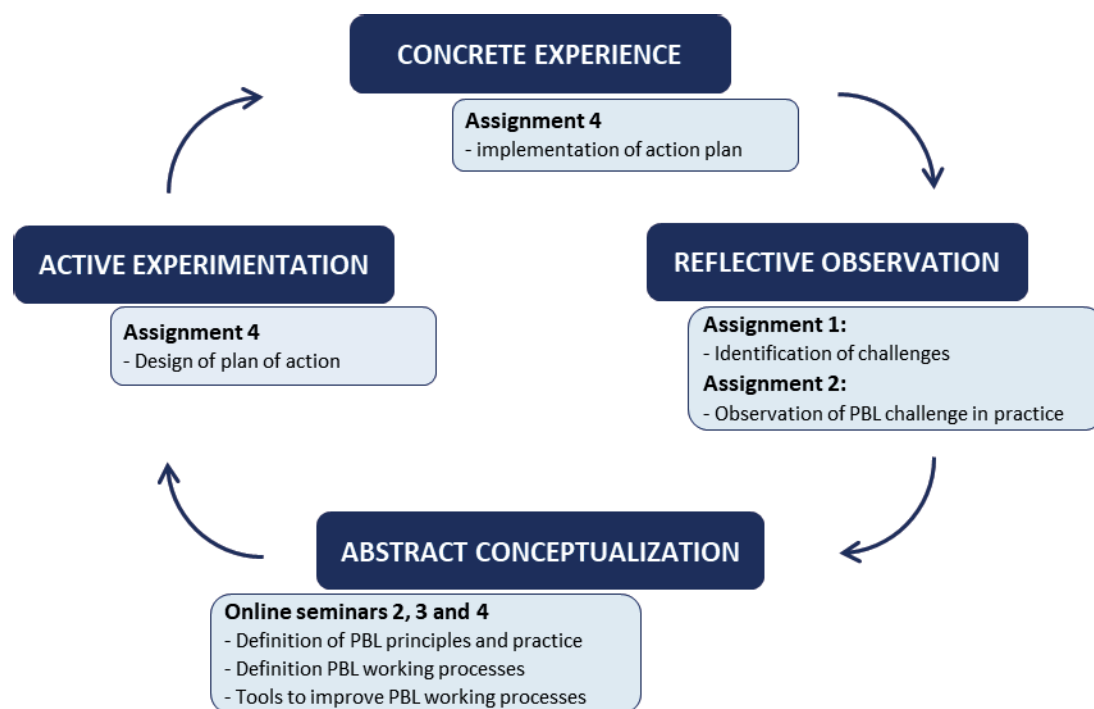 CONCRETE EXPERIENCE
Assignment 4
- implementation of action plan
ACTIVE EXPERIMENTATION
Assignment 4
- Design of plan of action
REFLECTIVE OBSERVATION
Assignment 1:
- Identification of challenges
Assignment 2:
- Observation of PBL challenge in practice
ABSTRACT CONCEPTUALIZATION
Online seminars 2, 3 and 4
- Definition of PBL principles and practice
- Definition PBL working processes
- Tools to improve PBL working processes